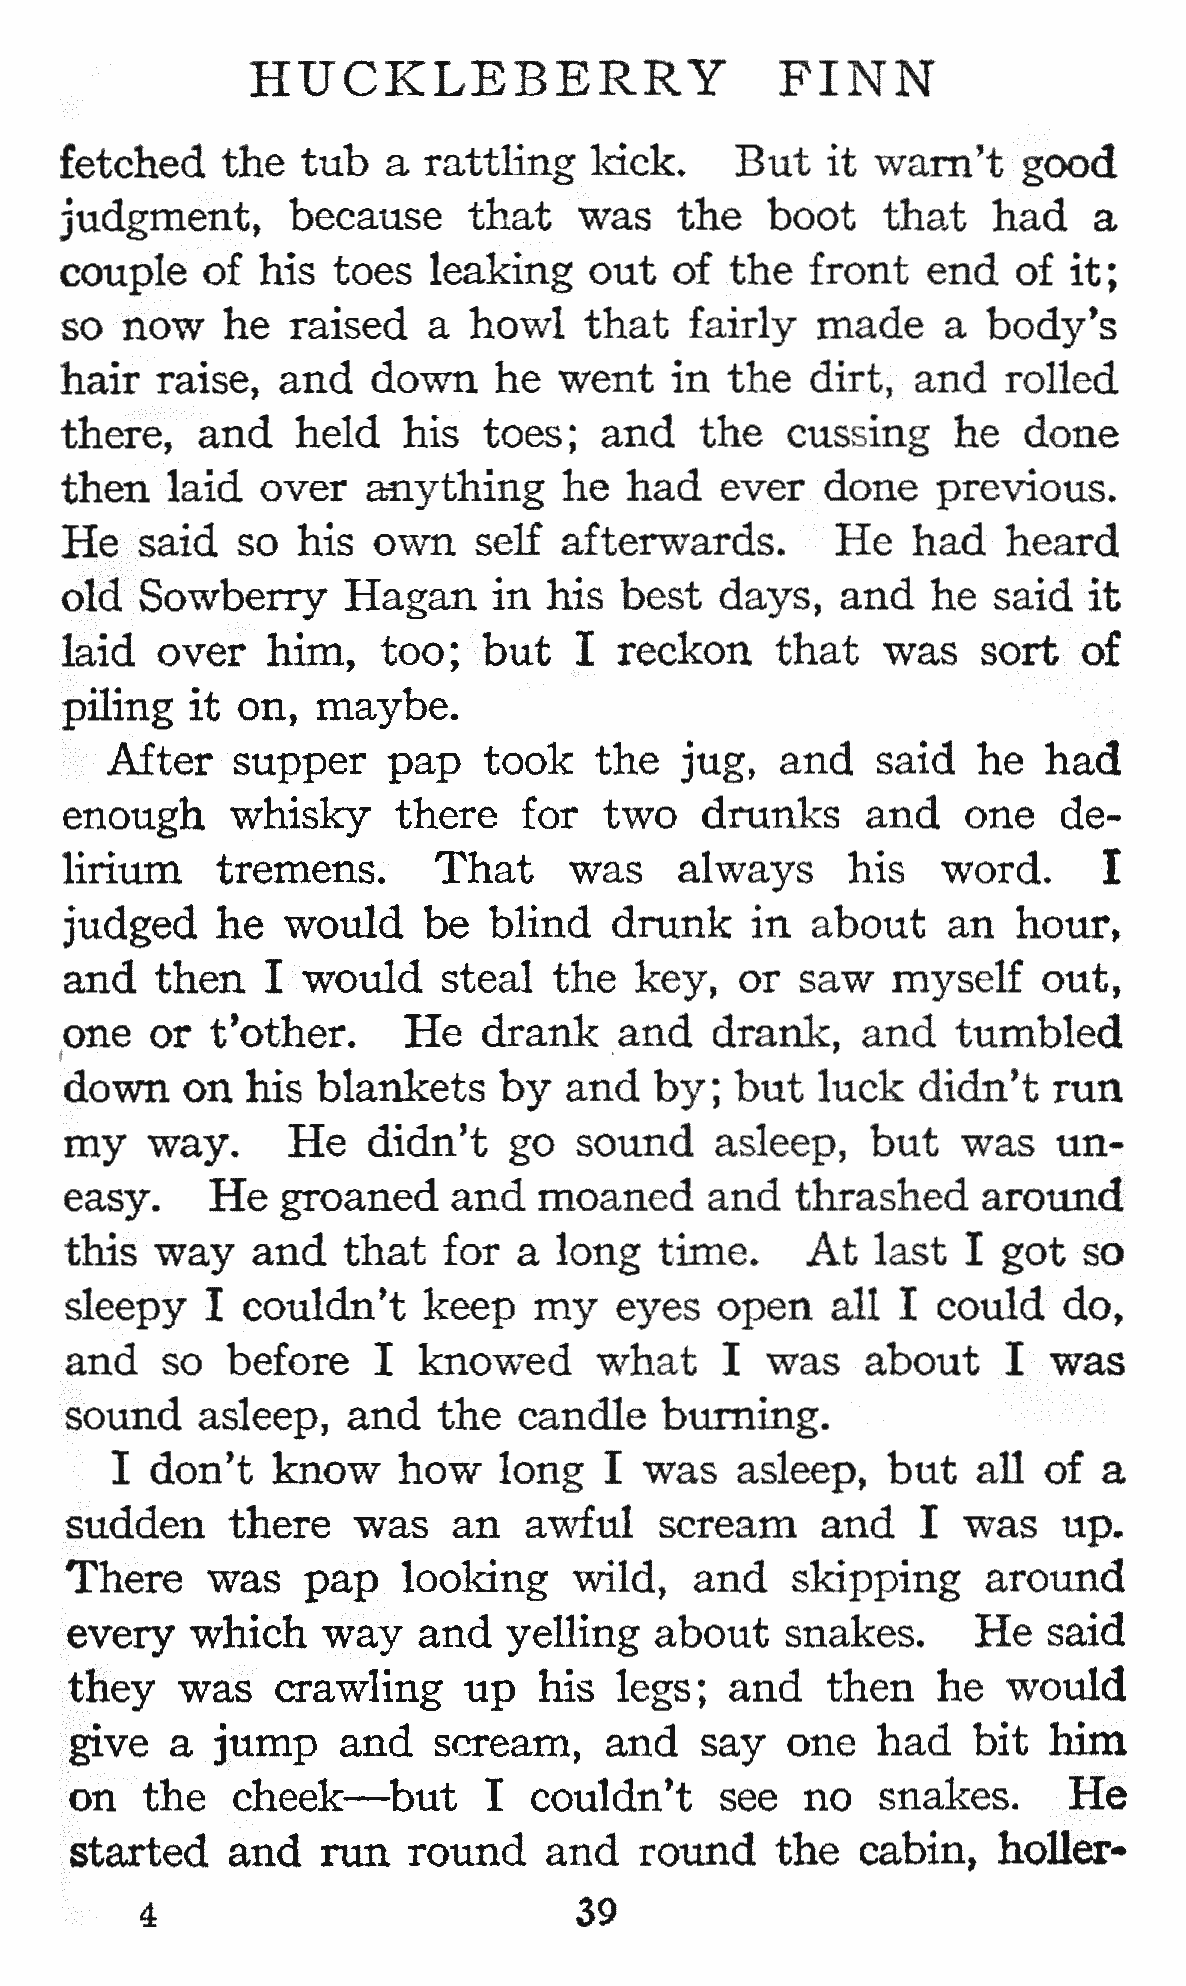 HUCKLEBERRY FINN
fetched the tub a rattling kick. But it warn't good
judgment, because that was the boot that had a
couple of his toes leaking out of the front end of it;
so now he raised a howl that fairly made a body's
hair raise, and down he went in the dirt, and rolled
there, and held his toes; and the cussing he done
then laid over anything he had ever done previous.
He said so his own self afterwards. He had heard
old Sowberry Hagan in his best days, and he said it
laid over him, too; but I reckon that was sort of
piling it on, maybe.
After supper pap took the jug, and said he had
enough whisky there for two drunks and one de-
lirium tremens. That was always his word. I
judged he would be blind drunk in about an hour,
and then I would steal the key, or saw myself out,
one or t'other. He drank and drank, and tumbled
down on his blankets by and by; but luck didn't run
my way. He didn't go sound asleep, but was un-
easy. He groaned and moaned and thrashed around
this way and that for a long time. At last I got so
sleepy I couldn't keep my eyes open all I could do,
and so before I knowed what I was about I was
sound asleep, and the candle burning.
I don't know how long I was asleep, but all of a
sudden there was an awful scream and I was up.
There was pap looking wild, and skipping around
every which way and yelling about snakes. He said
they was crawling up his legs; and then he would
give a jump and scream, and say one had bit him
on the cheek—but I couldn't see no snakes. He
started and run round and round the cabin, holler-
4 39